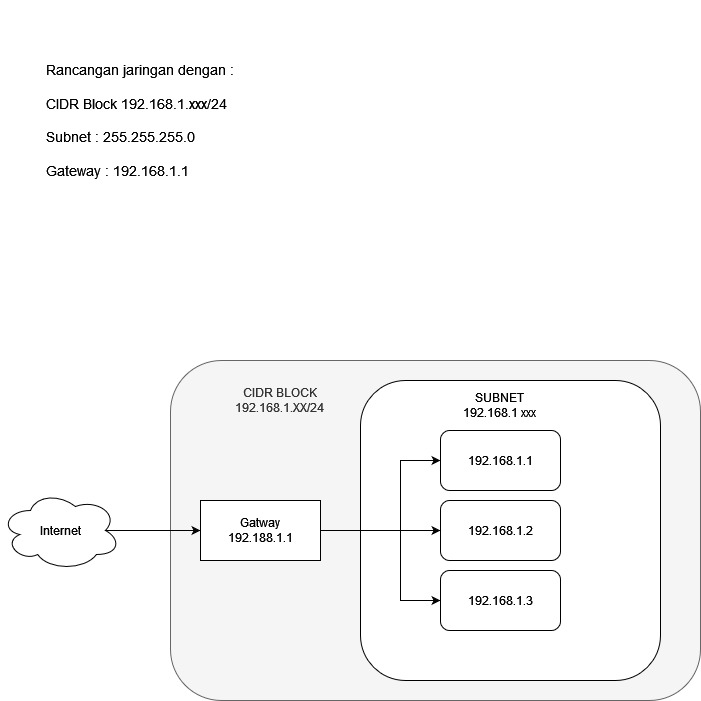 Rancangan jaringan dengan :
CIDR Block 192.168.1.xxx/24
Subnet : 255.255.255.0
Gateway : 192.168.1.1
CIDR BLOCK
192.168.1.XX/24
SUBNET
192.168.1 xxx
192.168.1.1
Internet
Gatway
192.188.1.1
192.168.1.2
192.168.1.3